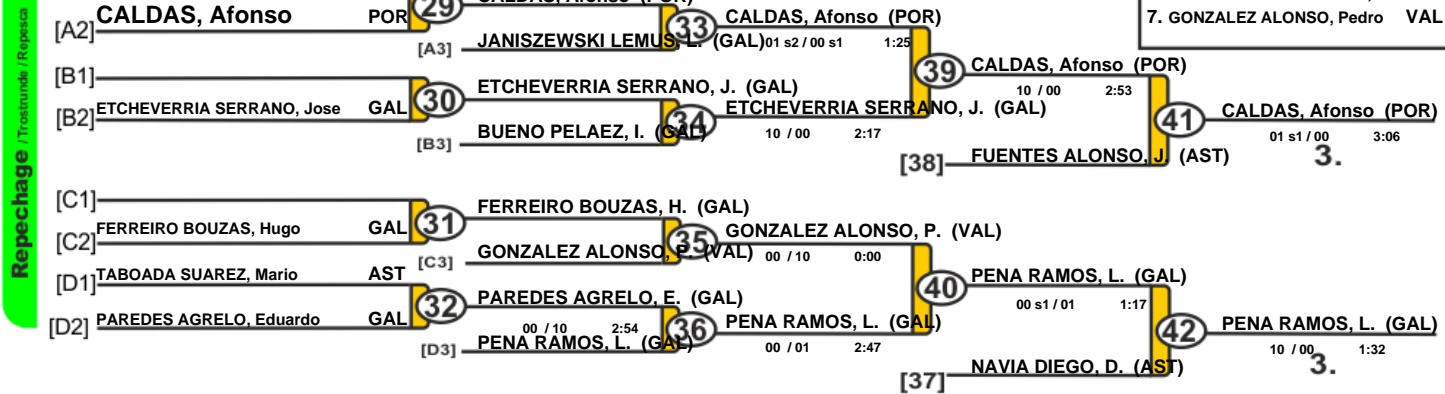 Repechage / Trostrunde / Repesca
[A2] CALDAS, Afonso POR
29
[A3] JANISZEWSKI LEMUS, L. (GAL)
33
CALDAS, Afonso (POR)
01 s2 / 00 s1 1:25
7. GONZALEZ ALONSO, Pedro VAL
[B1]
[B2] ETCHEVERRIA SERRANO, Jose GAL
30
ETCHEVERRIA SERRANO, J. (GAL)
[B3] BUENO PELAEZ, I. (GAL)
34
ETCHEVERRIA SERRANO, J. (GAL)
10 / 00 2:17
39
CALDAS, Afonso (POR)
10 / 00 2:53
[38] FUENTES ALONSO, J. (AST)
41
CALDAS, Afonso (POR)
01 s1 / 00 3:06
3.
[C1]
[C2] FERREIRO BOUZAS, Hugo GAL
31
FERREIRO BOUZAS, H. (GAL)
[C3] GONZALEZ ALONSO, P. (VAL)
35
GONZALEZ ALONSO, P. (VAL)
00 / 10 0:00
[D1] TABOADA SUAREZ, Mario AST
[D2] PAREDES AGRELO, Eduardo GAL
32
PAREDES AGRELO, E. (GAL)
00 / 10 2:54
[D3] PENA RAMOS, L. (GAL)
36
PENA RAMOS, L. (GAL)
00 / 01 2:47
40
PENA RAMOS, L. (GAL)
00 s1 / 01 1:17
[37] NAVIA DIEGO, D. (AST)
42
PENA RAMOS, L. (GAL)
10 / 00 1:32
3.